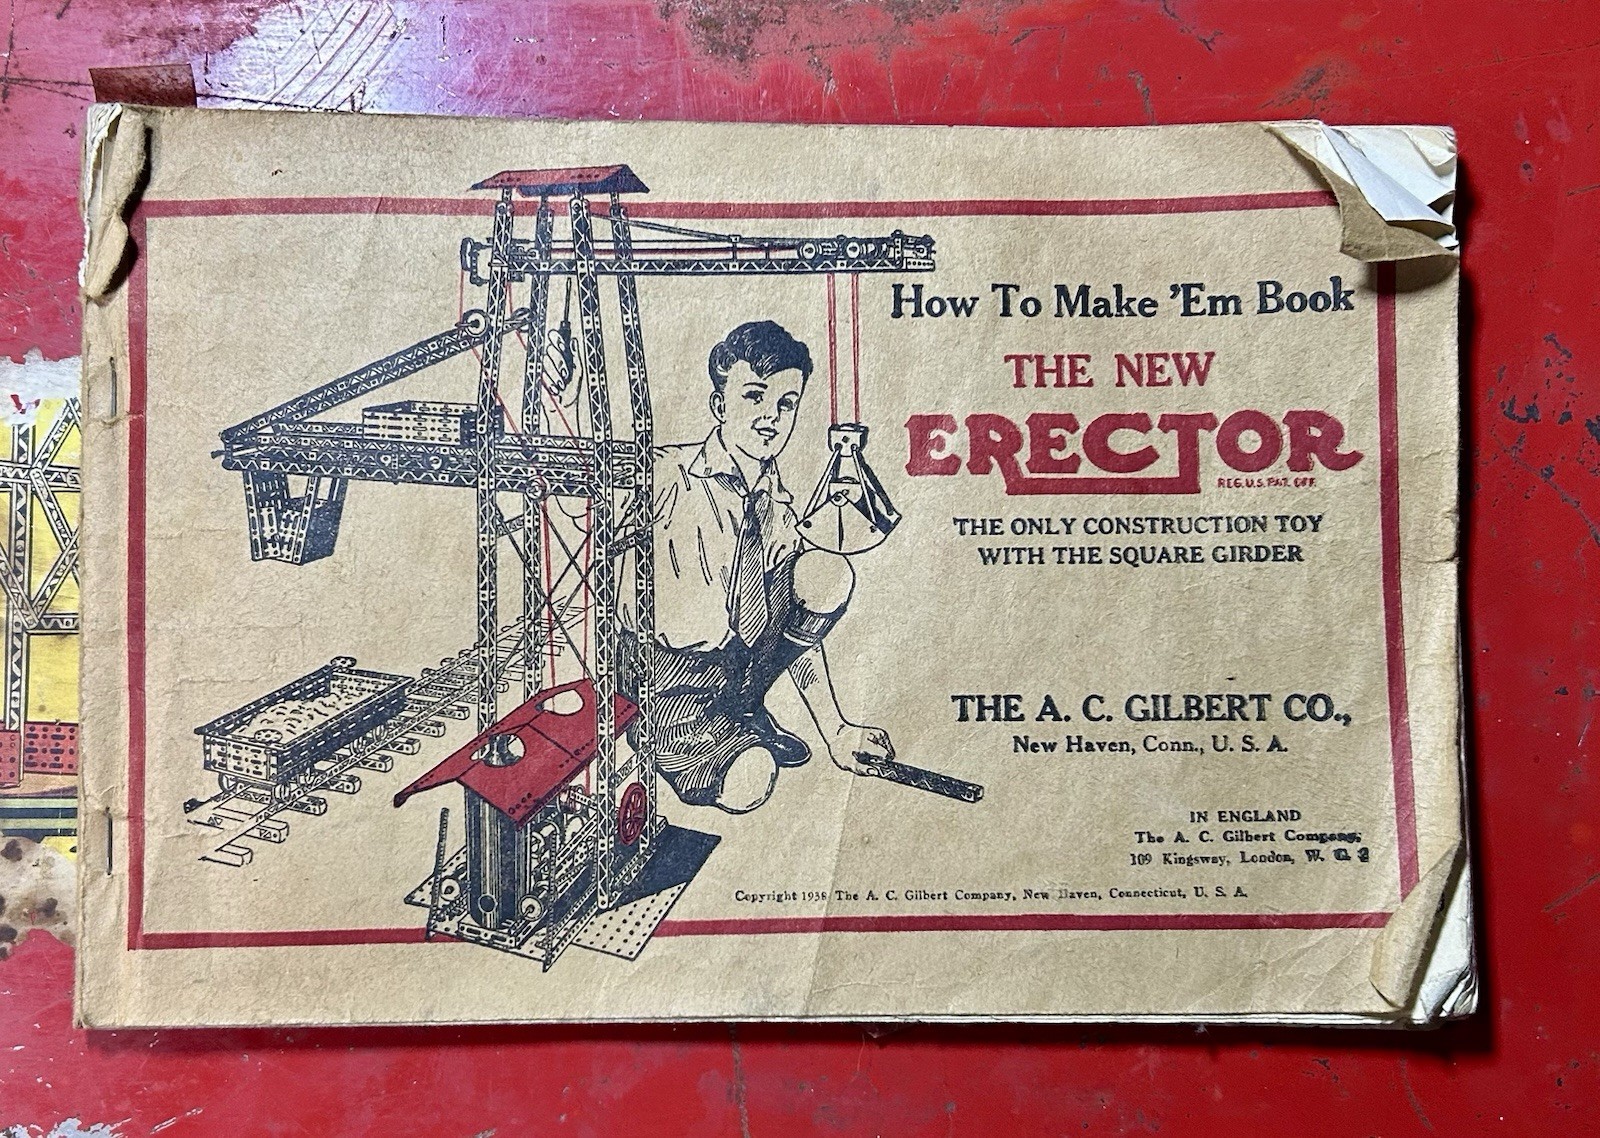 How To Make 'Em Book
THE NEW
ERECTOR
REG. U.S. PAT. OFF.
THE ONLY CONSTRUCTION TOY
WITH THE SQUARE GIRDER
THE A. C. GILBERT CO.,
New Haven, Conn., U. S. A.
IN ENGLAND
The A. C. Gilbert Company,
109 Kingsway, London, W. C. 2
Copyright 1938 The A. C. Gilbert Company, New Haven, Connecticut, U. S. A.